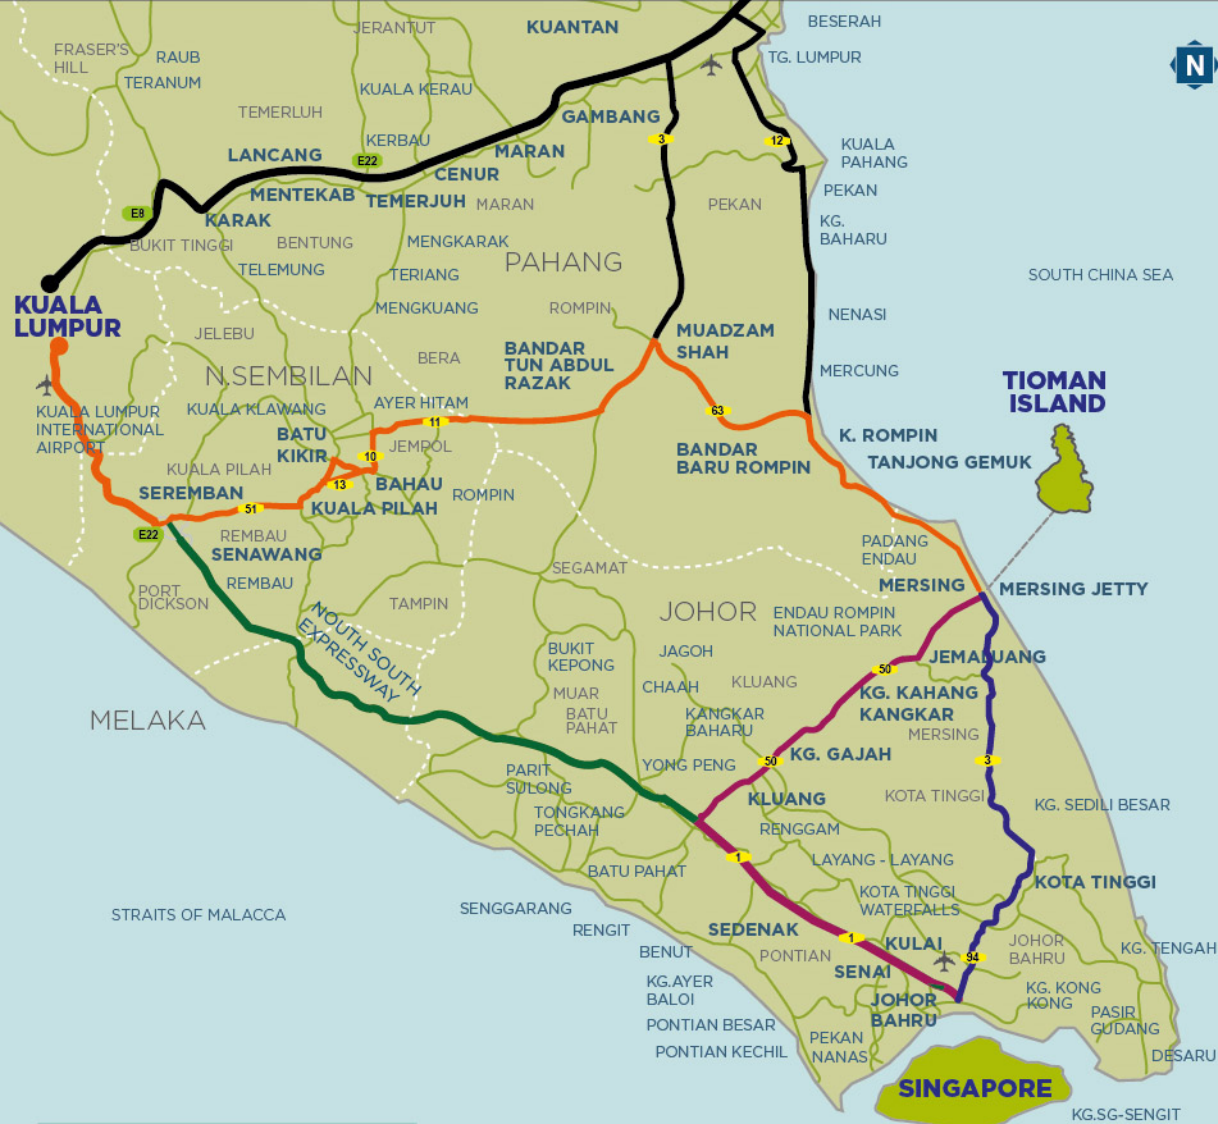 KUANTAN
BESERAH
JERANTUT
FRASER'S
HILL
RAUB
TERANUM
TG. LUMPUR
N
KUALA KERAU
TEMERLUH
GAMBANG
KERBAU
3
12
KUALA
PAHANG
LANCANG
E22
MARAN
CENUR
MENTEKAB
TEMERJUH
MARAN
PEKAN
PEKAN
E8
KARAK
KG.
BAHARU
BUKIT TINGGI
BENTUNG
MENGKARAK
PAHANG
TELEMUNG
TERIANG
SOUTH CHINA SEA
KUALA
LUMPUR
MENGKUANG
ROMPIN
NENASI
JELEBU
MUADZAM
SHAH
BERA
BANDAR
TUN ABDUL
RAZAK
MERCUNG
N.SEMBILAN
TIOMAN
ISLAND
KUALA LUMPUR
INTERNATIONAL
AIRPORT
KUALA KLAWANG
AYER HITAM
11
63
BATU
KIKIR
JEMPOL
10
BANDAR
BARU ROMPIN
K. ROMPIN
TANJONG GEMUK
KUALA PILAH
13
BAHAU
SEREMBAN
51
KUALA PILAH
ROMPIN
E22
REMBAU
SENAWANG
PADANG
ENDAU
REMBAU
SEGAMAT
MERSING
MERSING JETTY
PORT
DICKSON
TAMPIN
JOHOR
ENDAU ROMPIN
NATIONAL PARK
NOUTH SOUTH
EXPRESSWAY
BUKIT
KEPONG
JAGOH
JEMALUANG
50
CHAAH
KLUANG
MUAR
KG. KAHANG
KANGKAR
BATU
PAHAT
KANGKAR
BAHARU
MELAKA
MERSING
KG. GAJAH
50
3
YONG PENG
PARIT
SULONG
KLUANG
KOTA TINGGI
KG. SEDILI BESAR
TONGKANG
PECHAH
RENGGAM
1
LAYANG - LAYANG
BATU PAHAT
KOTA TINGGI
KOTA TINGGI
WATERFALLS
STRAITS OF MALACCA
SENGGARANG
RENGIT
SEDENAK
1
KULAI
JOHOR
BAHRU
KG. TENGAH
BENUT
PONTIAN
94
SENAI
KG.AYER
BALOI
KG. KONG
KONG
JOHOR
BAHRU
PASIR
GUDANG
PONTIAN BESAR
PEKAN
NANAS
PONTIAN KECHIL
DESARU
SINGAPORE
KG.SG-SENGIT